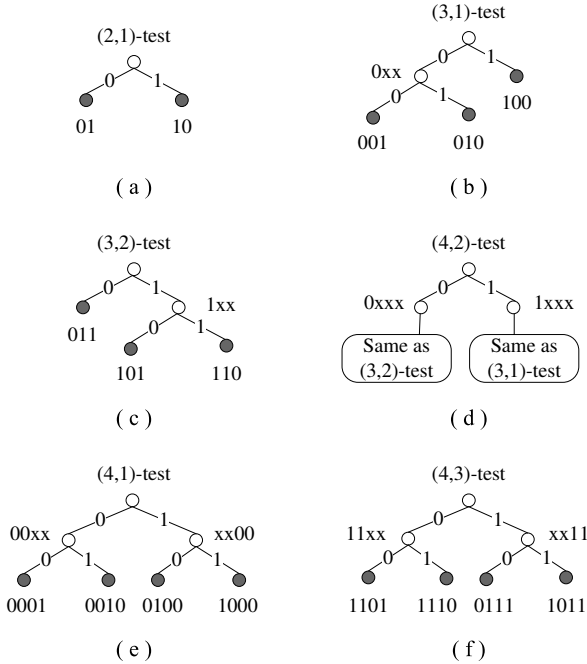 (2,1)-test
0 1
01 10
( a )
(3,1)-test
0 1
0xx
0 1
100
001 010
( b )
(3,2)-test
0 1
1xx
011
0 1
101 110
( c )
(4,2)-test
0 1
0xxx 1xxx
Same as
(3,2)-test
Same as
(3,1)-test
( d )
(4,1)-test
0 1
00xx xx00
0 1 0 1
0001 0010 0100 1000
( e )
(4,3)-test
0 1
11xx xx11
0 1 0 1
1101 1110 0111 1011
( f )